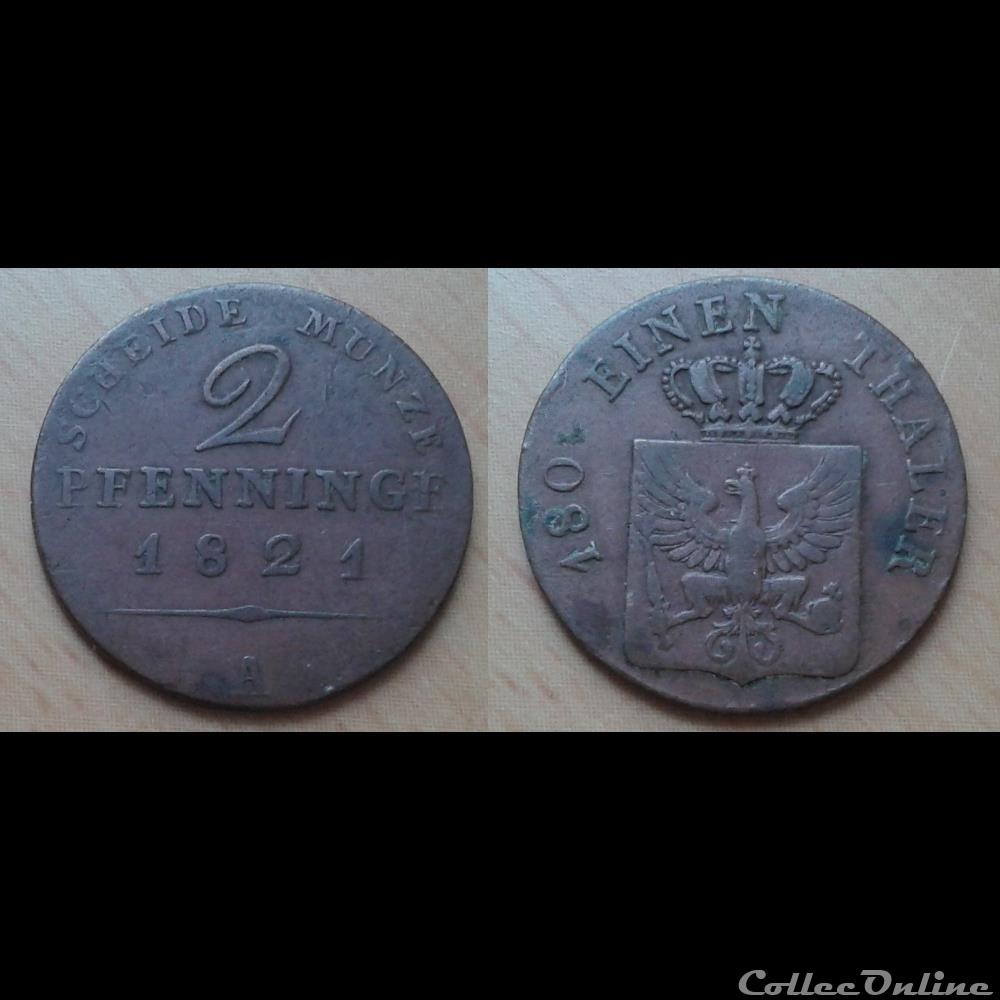 SCHEIDE MUNZE
2
PFENNINGE
1821
A
180 EINEN THALER
CollecOnline